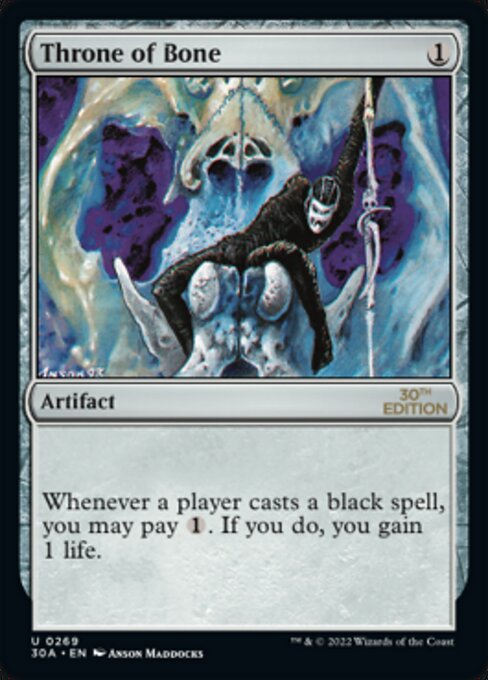 Throne of Bone 1
ANSON93
Artifact
30TH
EDITION
Whenever a player casts a black spell,
you may pay 1. If you do, you gain
1 life.
U 0269
30A • EN Anson Maddocks
™ & © 2022 Wizards of the Coast